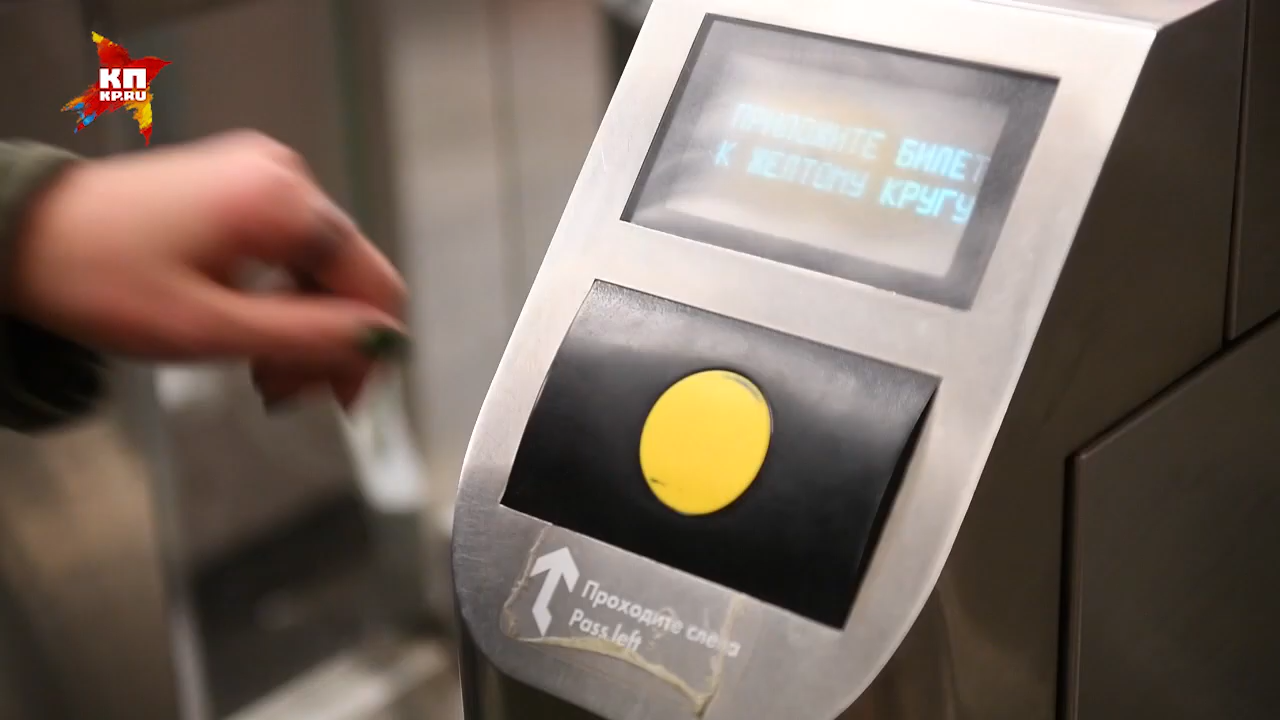 КП
KP.RU
ПРИЛОЖИТЕ БИЛЕТ
К ЖЕЛТОМУ КРУГУ
Проходите слева
Pass left